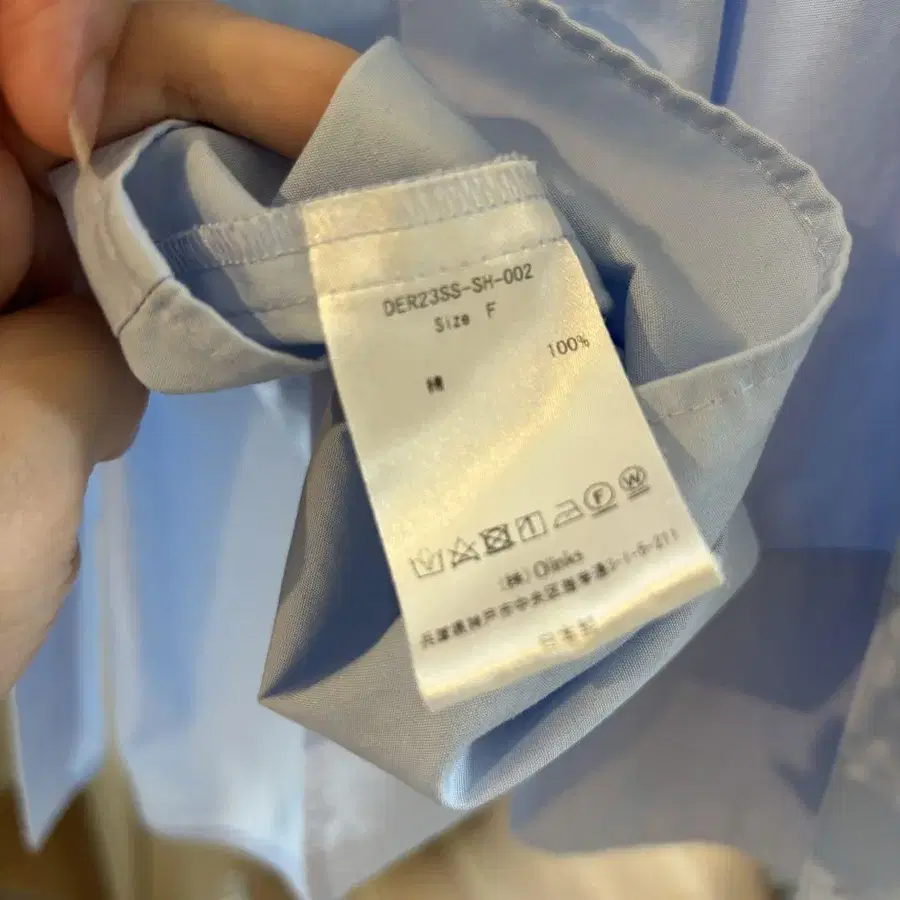 DER23SS-SH-002
Size F
綿 100%
F W
(株) Olinks
兵庫県神戸市中央区
日本製